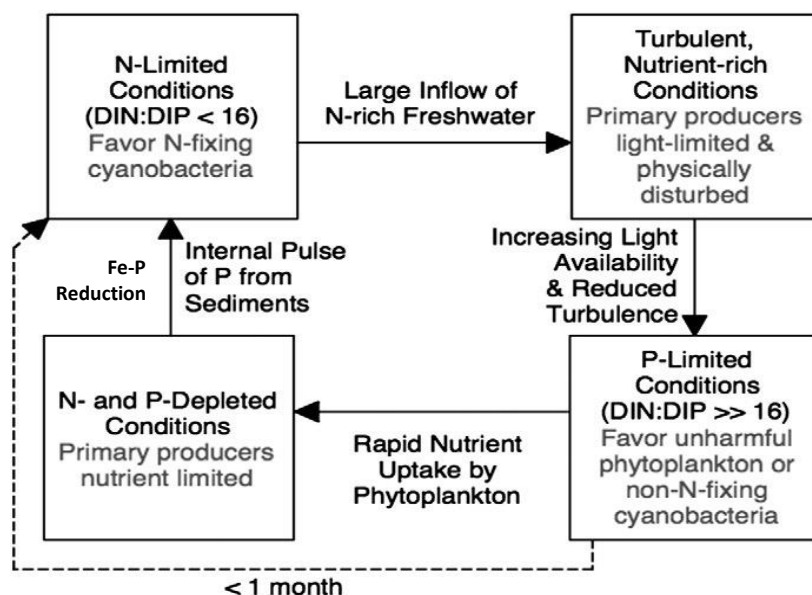 N-Limited
Conditions
(DIN:DIP < 16)
Favor N-fixing
cyanobacteria
Large Inflow of
N-rich Freshwater
Turbulent,
Nutrient-rich
Conditions
Primary producers
light-limited &
physically
disturbed
Increasing Light
Availability
& Reduced
Turbulence
P-Limited
Conditions
(DIN:DIP >> 16)
Favor unharmful
phytoplankton or
non-N-fixing
cyanobacteria
Rapid Nutrient
Uptake by
Phytoplankton
N- and P-Depleted
Conditions
Primary producers
nutrient limited
Fe-P
Reduction
Internal Pulse
of P from
Sediments
< 1 month